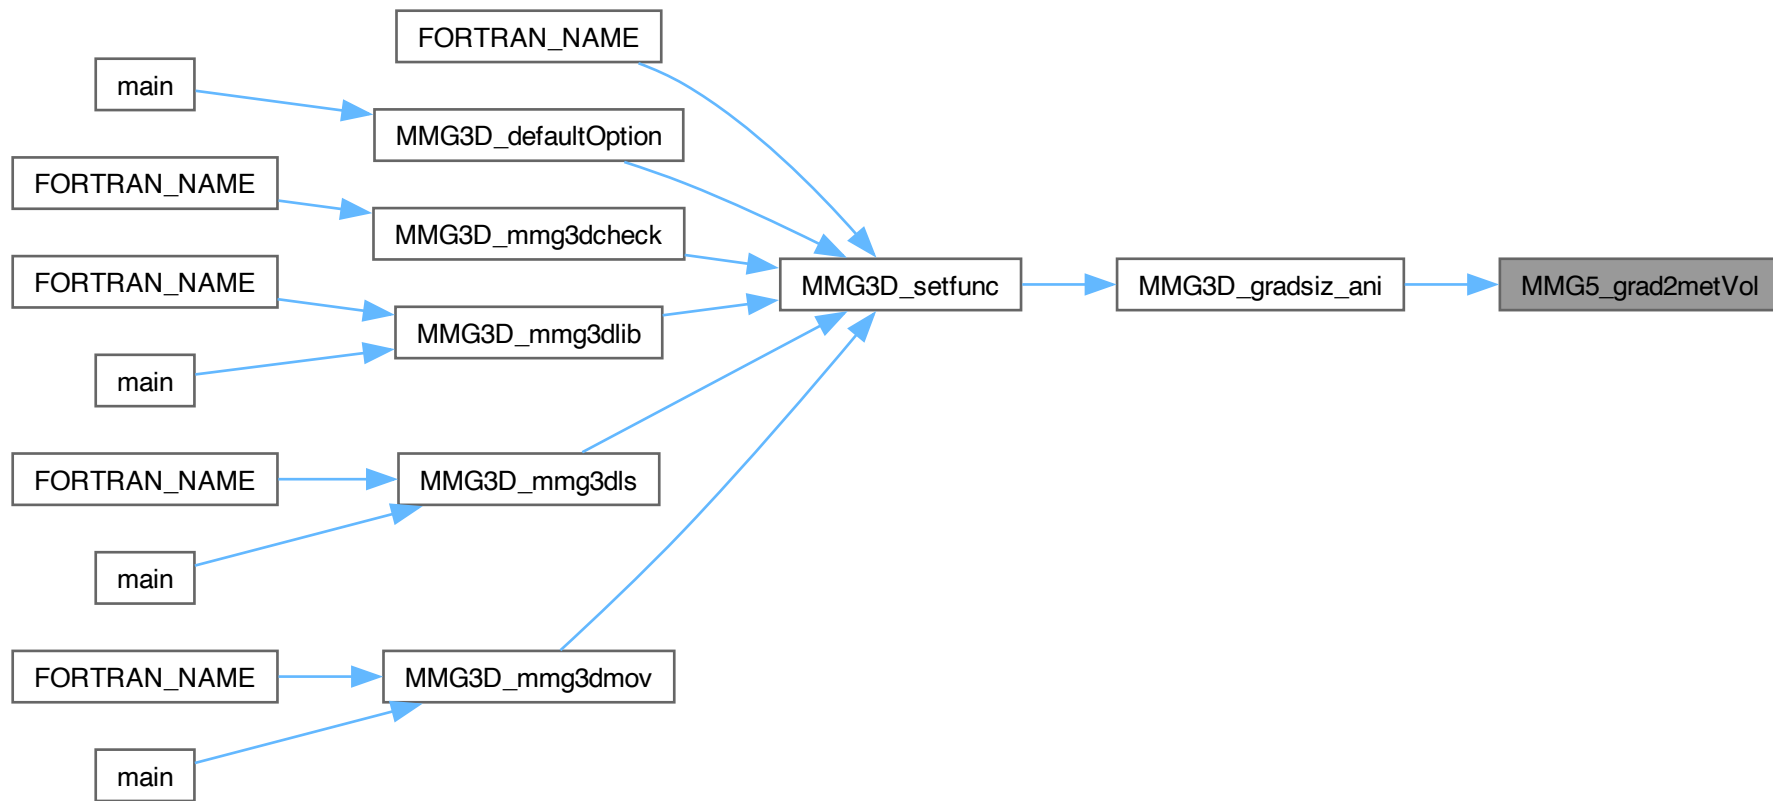 FORTRAN_NAME
main
MMG3D_defaultOption
FORTRAN_NAME
MMG3D_mmg3dcheck
FORTRAN_NAME
MMG3D_setfunc
MMG3D_gradsiz_ani
MMG5_grad2metVol
MMG3D_mmg3dlib
main
FORTRAN_NAME
MMG3D_mmg3dls
main
FORTRAN_NAME
MMG3D_mmg3dmov
main